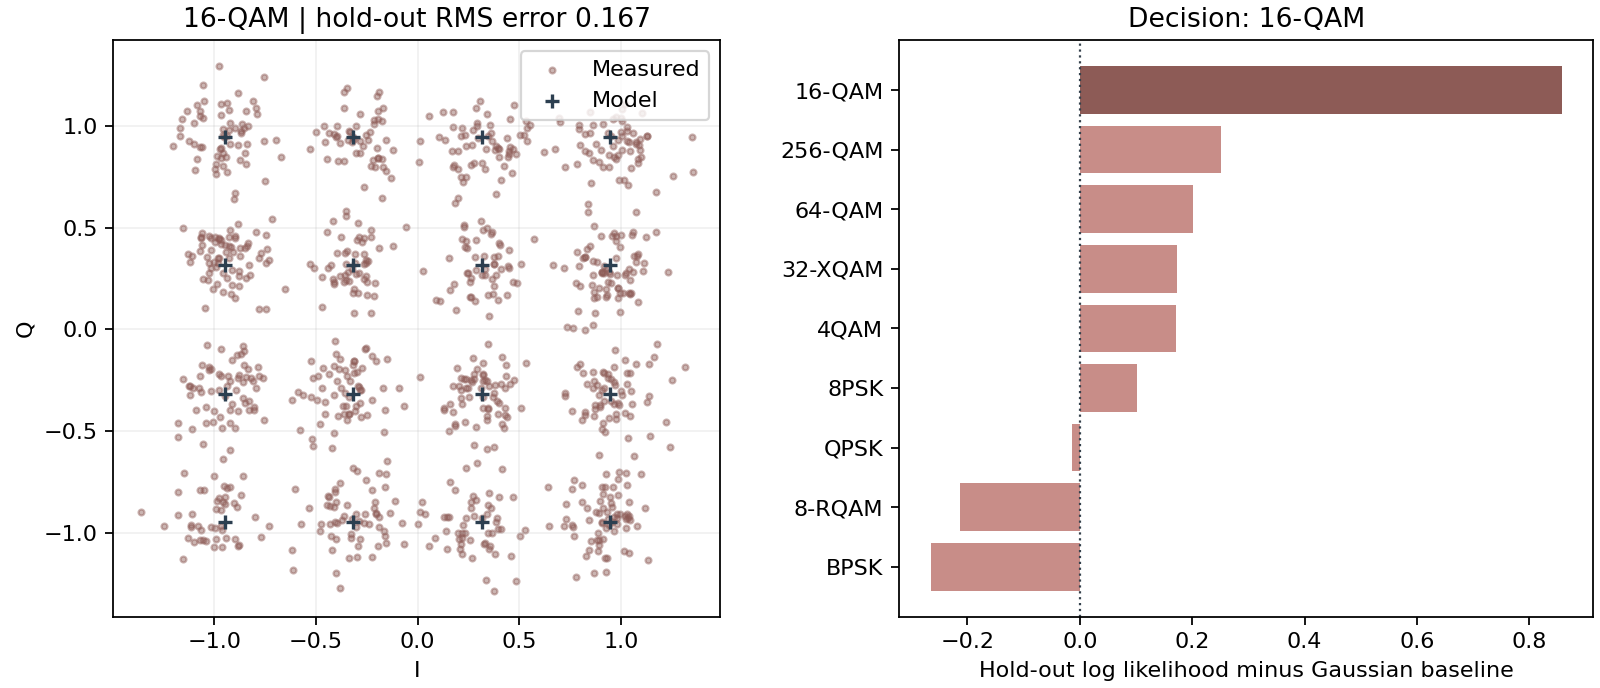 16-QAM | hold-out RMS error 0.167
Measured
Model
1.0
0.5
0.0
−0.5
−1.0
Q
−1.0
−0.5
0.0
0.5
1.0
I
Decision: 16-QAM
16-QAM
256-QAM
64-QAM
32-XQAM
4QAM
8PSK
QPSK
8-RQAM
BPSK
−0.2
0.0
0.2
0.4
0.6
0.8
Hold-out log likelihood minus Gaussian baseline